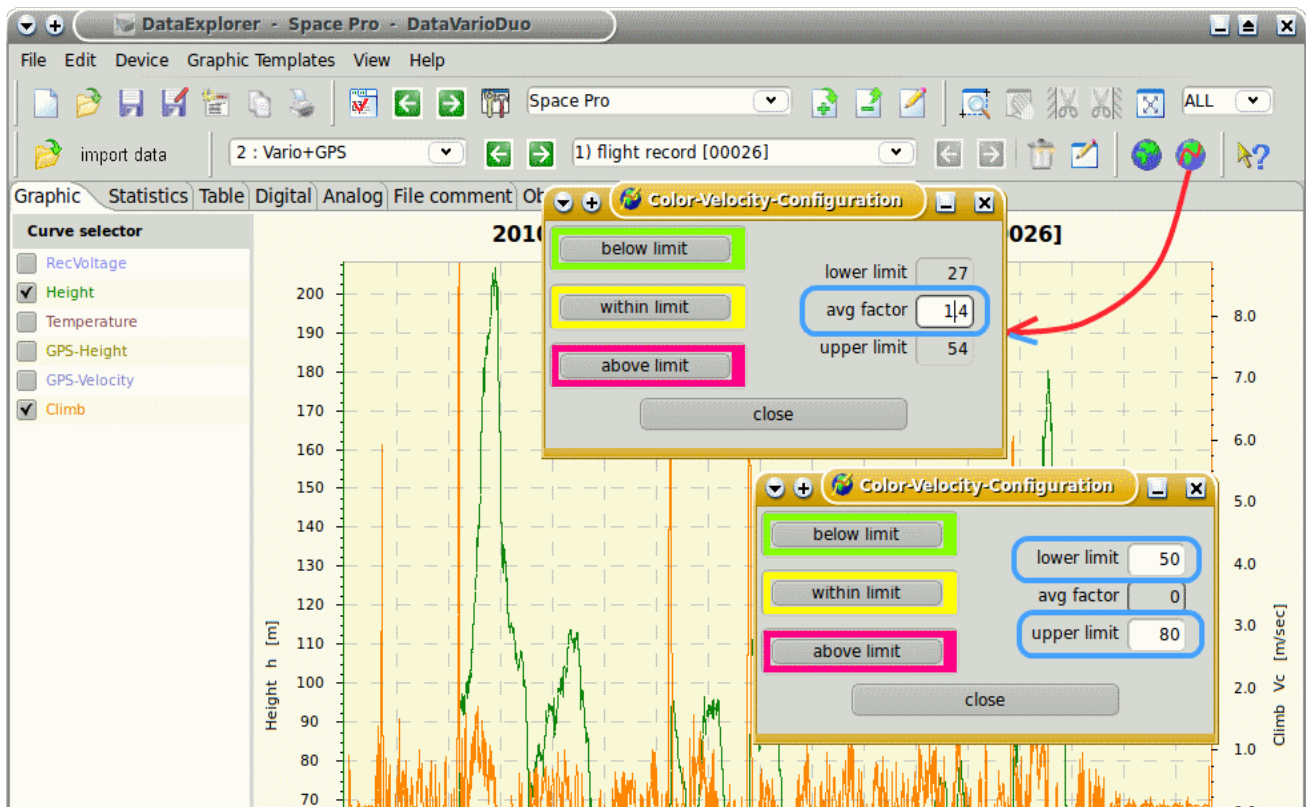 DataExplorer - Space Pro - DataVarioDuo
File Edit Device Graphic Templates View Help
Space Pro
ALL
import data
2 : Vario+GPS
1) flight record [00026]
Graphic Statistics Table Digital Analog File comment
Curve selector
RecVoltage
Height
Temperature
GPS-Height
GPS-Velocity
Climb
026]
Height h [m]
200
190
180
170
160
150
140
130
120
110
100
90
80
70
Color-Velocity-Configuration
below limit
within limit
above limit
lower limit 27
avg factor 1,4
upper limit 54
close
Color-Velocity-Configuration
below limit
within limit
above limit
lower limit 50
avg factor 0
upper limit 80
close
8.0
7.0
6.0
5.0
4.0
3.0
2.0
1.0
Climb Vc [m/sec]